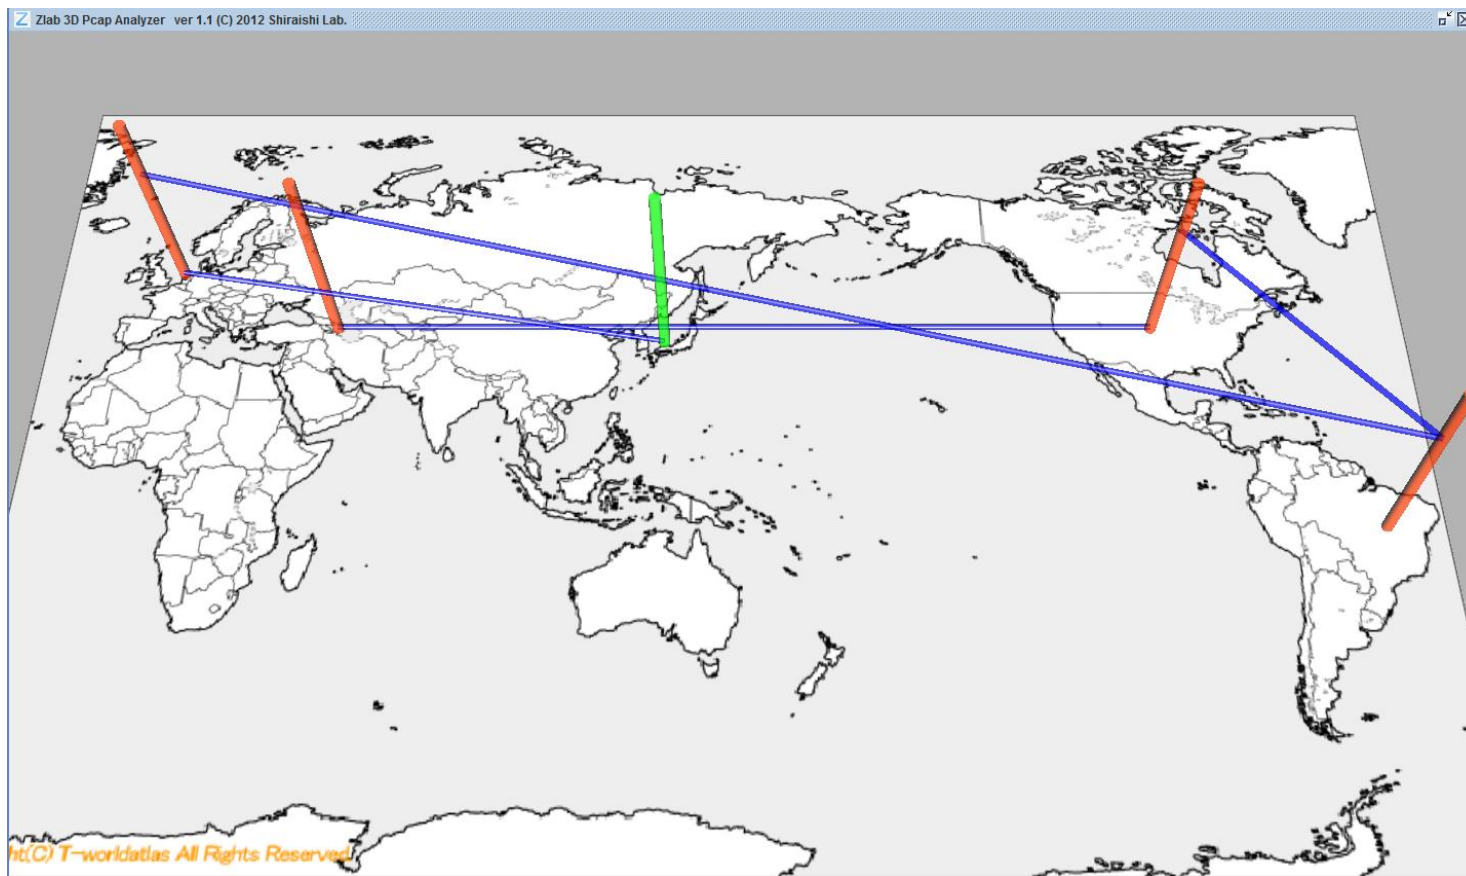 Z Zlab 3D Pcap Analyzer ver 1.1 (C) 2012 Shiraishi Lab.
ht(C) T-worldatlas All Rights Reserved